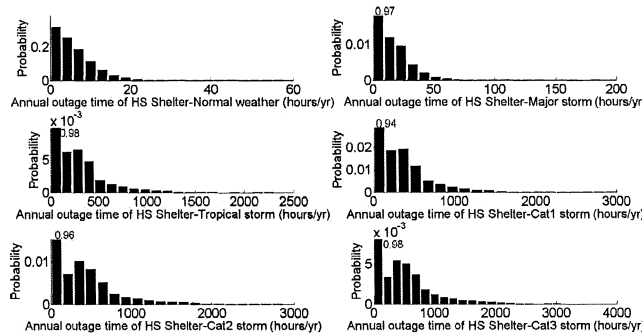 Probability
0.2
0
0 20 40 60
Annual outage time of HS Shelter-Normal weather (hours/yr)
Probability
0.97
0.01
0
0 50 100 150 200
Annual outage time of HS Shelter-Major storm (hours/yr)
Probability
x 10-3
0.98
5
0
0 500 1000 1500 2000 2500
Annual outage time of HS Shelter-Tropical storm (hours/yr)
Probability
0.94
0.02
0.01
0
0 1000 2000 3000
Annual outage time of HS Shelter-Cat1 storm (hours/yr)
Probability
0.96
0.01
0
0 1000 2000 3000
Annual outage time of HS Shelter-Cat2 storm (hours/yr)
Probability
x 10-3
0.98
5
0
0 1000 2000 3000 4000
Annual outage time of HS Shelter-Cat3 storm (hours/yr)